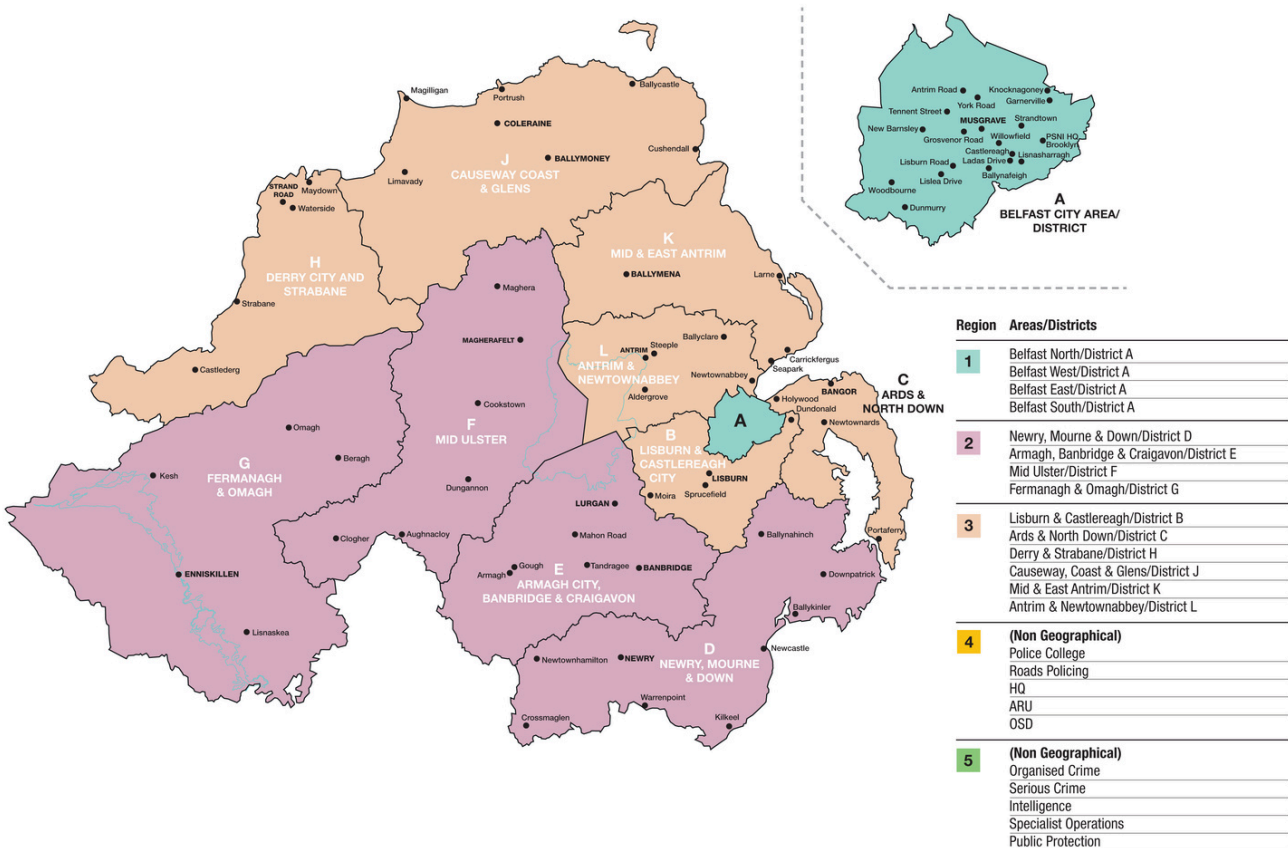 Magilligan
Portrush
Ballycastle
COLERAINE
Cushendall
BALLYMONEY
J
CAUSEWAY COAST
& GLENS
Limavady
STRAND
ROAD
Maydown
Waterside
H
DERRY CITY AND
STRABANE
Strabane
Castlederg
K
MID & EAST ANTRIM
BALLYMENA
Larne
Maghera
MAGHERAFELT
Cookstown
F
MID ULSTER
Dungannon
L
ANTRIM &
NEWTOWNABBEY
ANTRIM
Steeple
Ballyclare
Aldergrove
Newtownabbey
Carrickfergus
Seapark
C
ARDS &
NORTH DOWN
BANGOR
Holywood
Dundonald
Newtownards
Portaferry
A
B
LISBURN &
CASTLEREAGH
CITY
LISBURN
Sprucefield
Moira
Omagh
Beragh
Kesh
G
FERMANAGH
& OMAGH
Clogher
Aughnacloy
ENNISKILLEN
Lisnaskea
LURGAN
Mahon Road
Gough
Armagh
Tandragee
BANBRIDGE
E
ARMAGH CITY,
BANBRIDGE & CRAIGAVON
Ballynahinch
Downpatrick
Ballykinler
Newcastle
D
NEWRY, MOURNE
& DOWN
Newtownhamilton
NEWRY
Warrenpoint
Crossmaglen
Kilkeel
Antrim Road
Knocknagoney
York Road
Garnerville
Tennent Street
MUSGRAVE
Strandtown
New Barnsley
Grosvenor Road
Willowfield
PSNI HQ
Brooklyn
Castlereagh
Lisburn Road
Ladas Drive
Lisnasharragh
Lislea Drive
Ballynafeigh
Woodbourne
Dunmurry
A
BELFAST CITY AREA/
DISTRICT
Region Areas/Districts
1
Belfast North/District A
Belfast West/District A
Belfast East/District A
Belfast South/District A
2
Newry, Mourne & Down/District D
Armagh, Banbridge & Craigavon/District E
Mid Ulster/District F
Fermanagh & Omagh/District G
3
Lisburn & Castlereagh/District B
Ards & North Down/District C
Derry & Strabane/District H
Causeway, Coast & Glens/District J
Mid & East Antrim/District K
Antrim & Newtownabbey/District L
4
(Non Geographical)
Police College
Roads Policing
HQ
ARU
OSD
5
(Non Geographical)
Organised Crime
Serious Crime
Intelligence
Specialist Operations
Public Protection